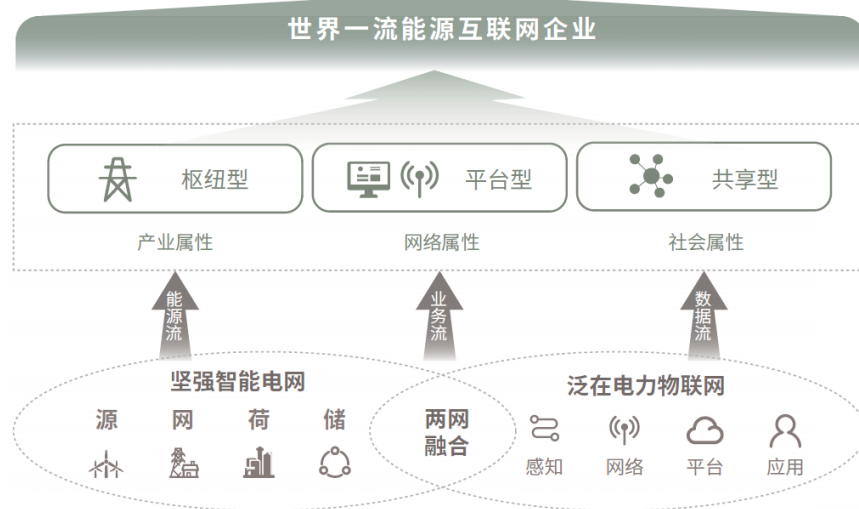 世界一流能源互联网企业
枢纽型
平台型
共享型
产业属性
网络属性
社会属性
能源流
业务流
数据流
坚强智能电网
泛在电力物联网
源
网
荷
储
两网
融合
感知
网络
平台
应用